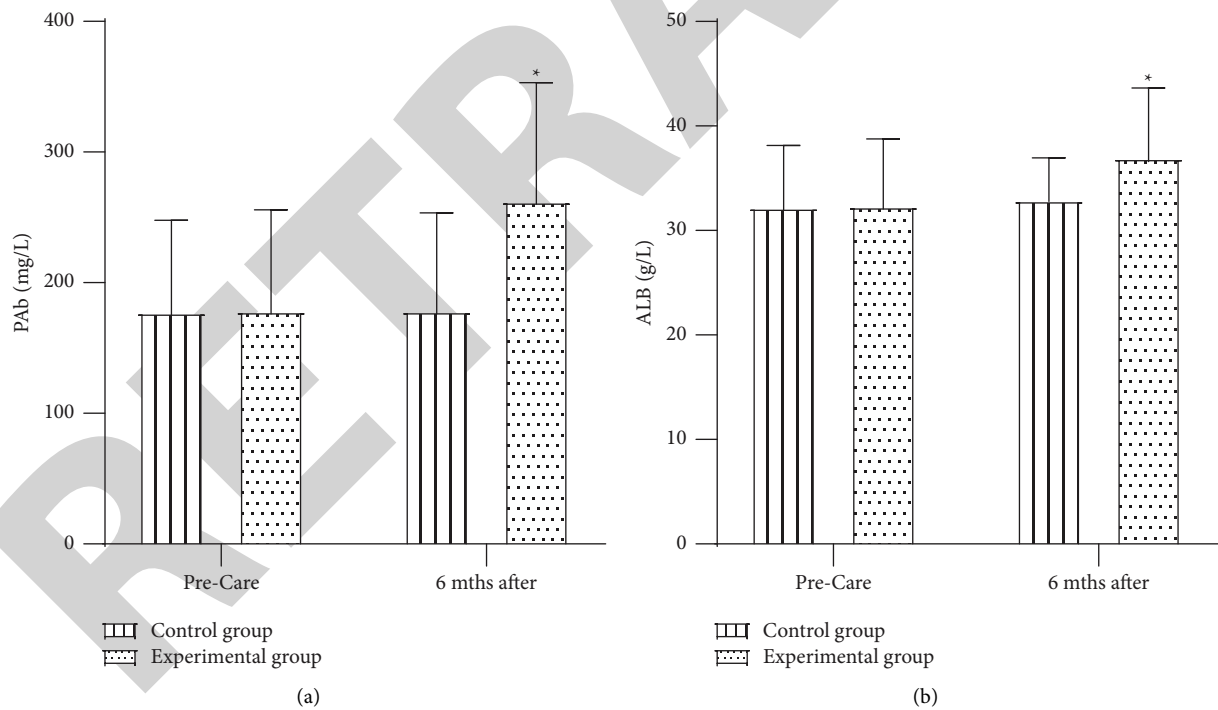 400
300
200
100
0
PAb (mg/L)
*
Pre-Care
6 mths after
Control group
Experimental group
(a)
50
40
30
20
10
0
ALB (g/L)
*
Pre-Care
6 mths after
Control group
Experimental group
(b)
RETRA